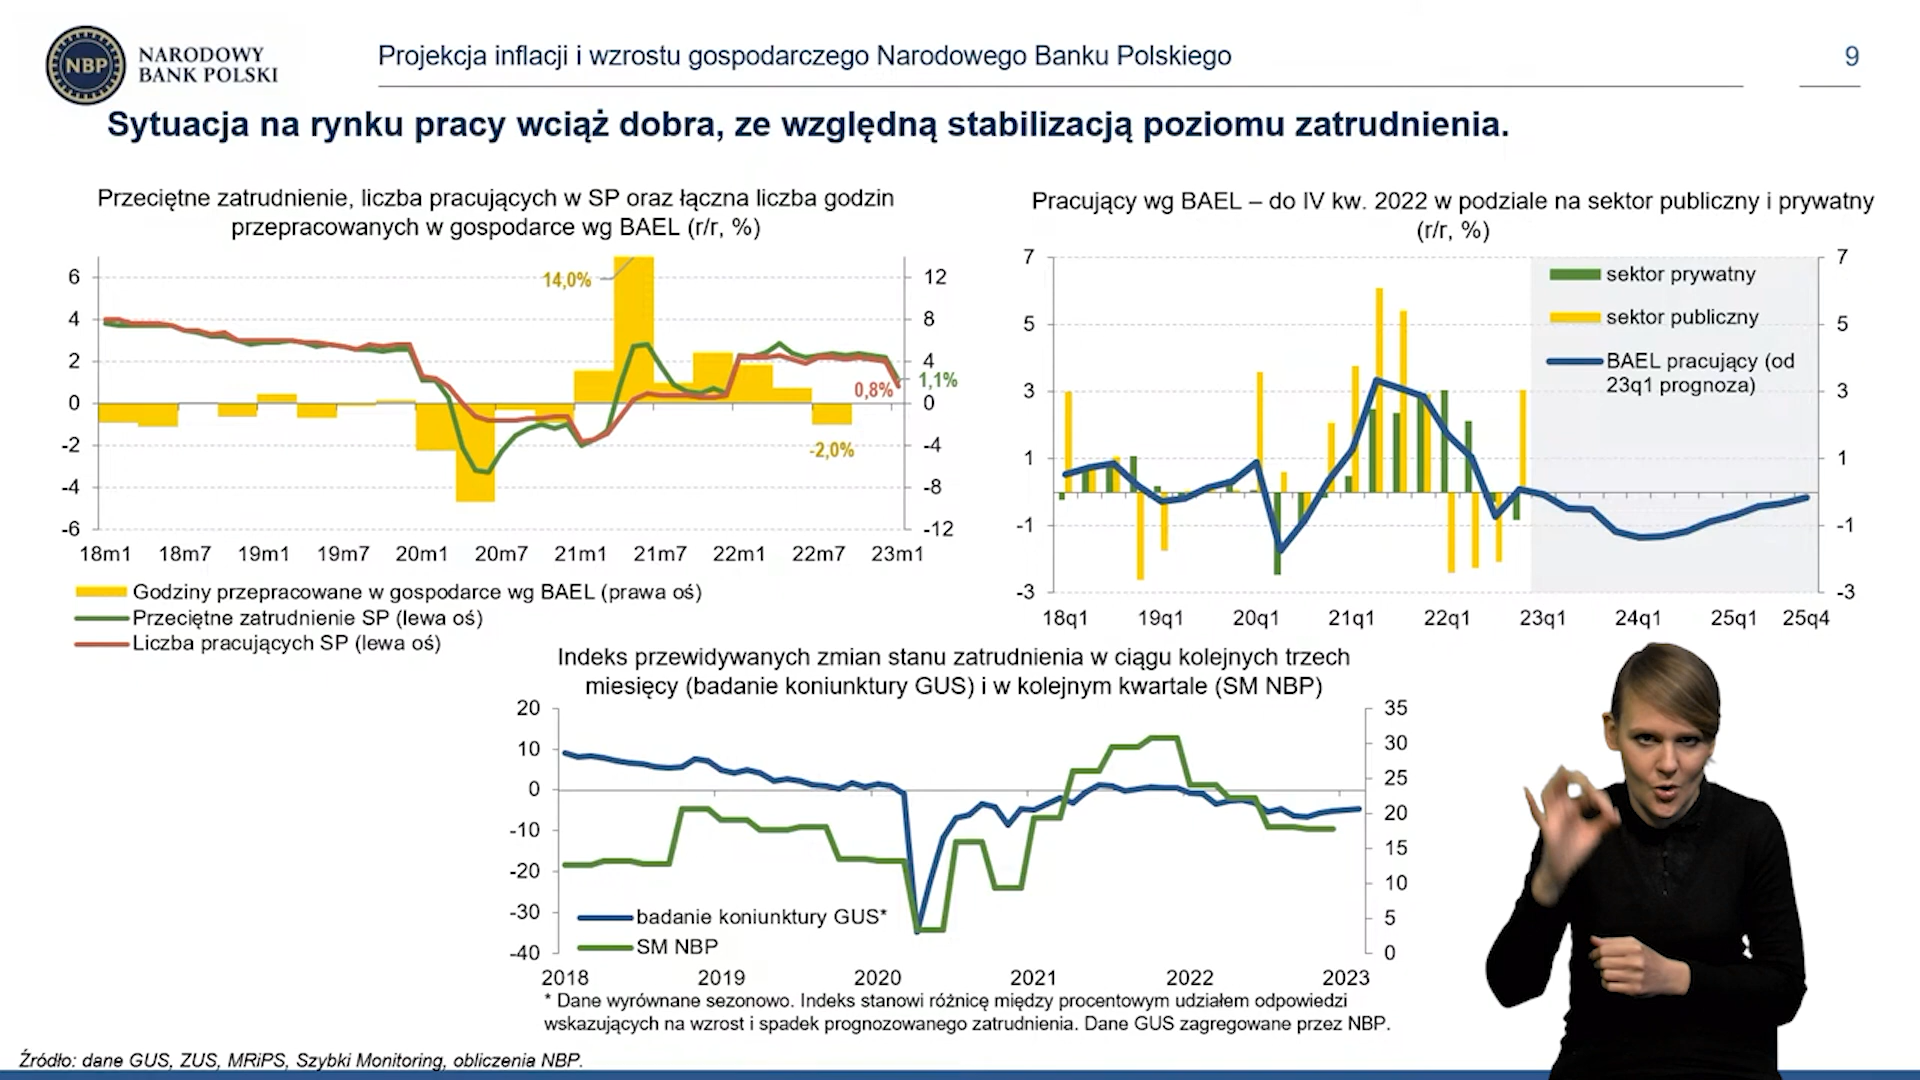 NBP
NARODOWY
BANK POLSKI
Projekcja inflacji i wzrostu gospodarczego Narodowego Banku Polskiego
9
Sytuacja na rynku pracy wciąż dobra, ze względną stabilizacją poziomu zatrudnienia.
Przeciętne zatrudnienie, liczba pracujących w SP oraz łączna liczba godzin
przepracowanych w gospodarce wg BAEL (r/r, %)
6
4
2
0
-2
-4
-6
12
8
4
0
-4
-8
-12
14,0%
0,8%
1,1%
-2,0%
18m1 18m7 19m1 19m7 20m1 20m7 21m1 21m7 22m1 22m7 23m1
Godziny przepracowane w gospodarce wg BAEL (prawa oś)
Przeciętne zatrudnienie SP (lewa oś)
Liczba pracujących SP (lewa oś)
Pracujący wg BAEL – do IV kw. 2022 w podziale na sektor publiczny i prywatny
(r/r, %)
7
5
3
1
-1
-3
7
5
3
1
-1
-3
sektor prywatny
sektor publiczny
BAEL pracujący (od
23q1 prognoza)
18q1 19q1 20q1 21q1 22q1 23q1 24q1 25q1 25q4
Indeks przewidywanych zmian stanu zatrudnienia w ciągu kolejnych trzech
miesięcy (badanie koniunktury GUS) i w kolejnym kwartale (SM NBP)
20
10
0
-10
-20
-30
-40
35
30
25
20
15
10
5
0
badanie koniunktury GUS*
SM NBP
2018 2019 2020 2021 2022 2023
* Dane wyrównane sezonowo. Indeks stanowi różnicę między procentowym udziałem odpowiedzi
wskazujących na wzrost i spadek prognozowanego zatrudnienia. Dane GUS zagregowane przez NBP.
Źródło: dane GUS, ZUS, MRiPS, Szybki Monitoring, obliczenia NBP.